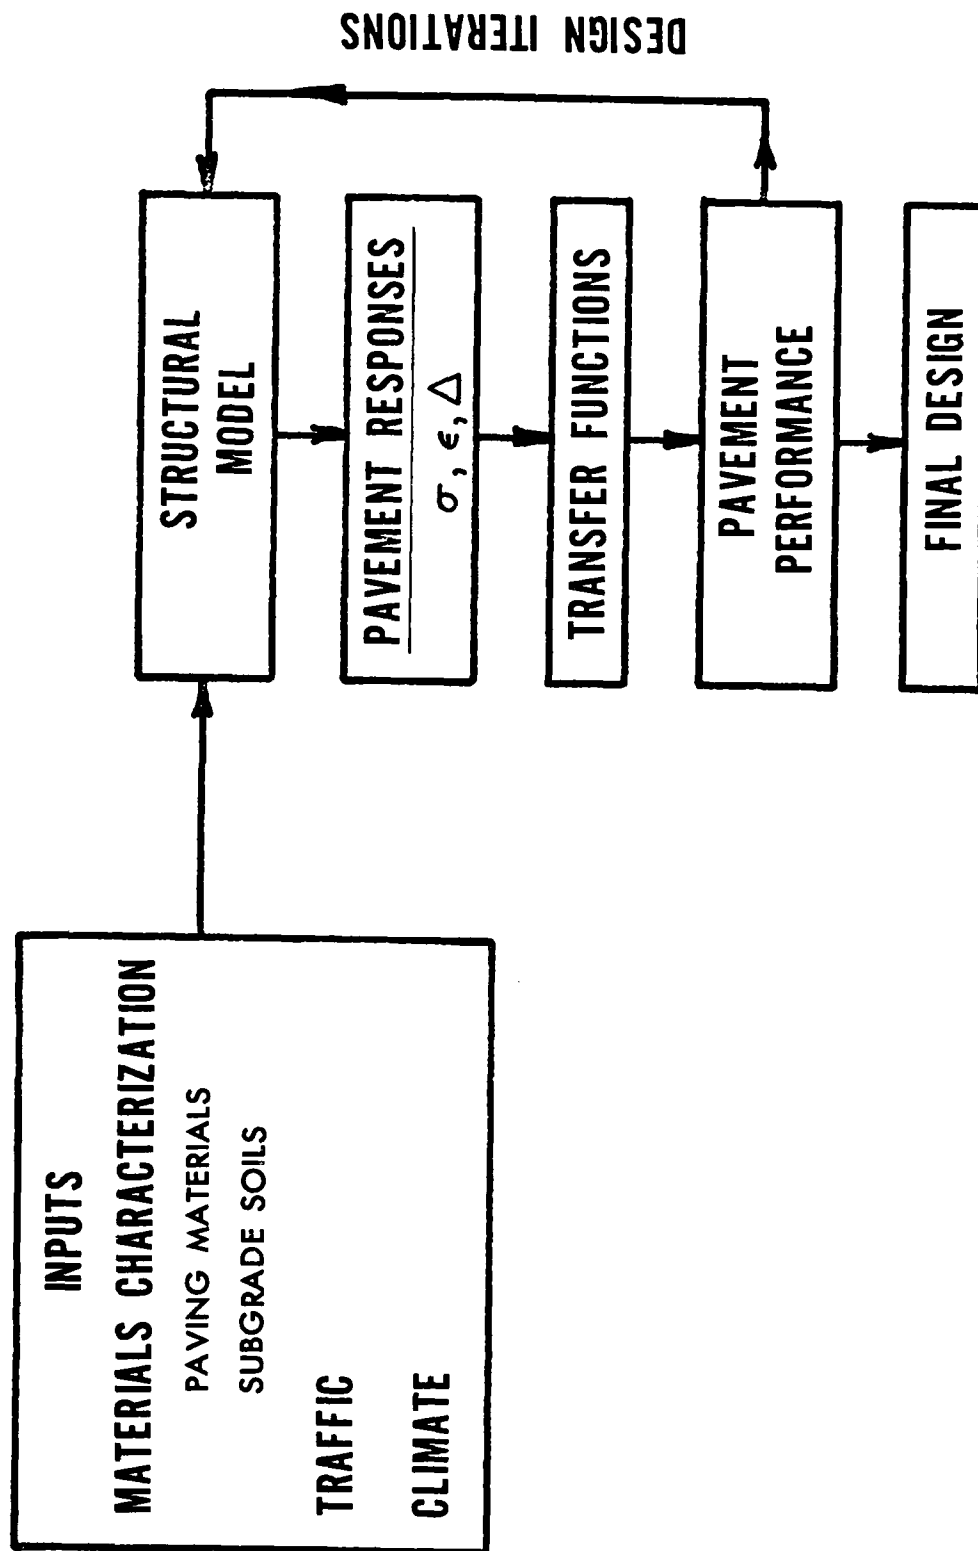 INPUTS
MATERIALS CHARACTERIZATION
PAVING MATERIALS
SUBGRADE SOILS
TRAFFIC
CLIMATE
STRUCTURAL
MODEL
PAVEMENT RESPONSES
σ, ϵ, Δ
TRANSFER FUNCTIONS
PAVEMENT
PERFORMANCE
FINAL DESIGN
DESIGN ITERATIONS